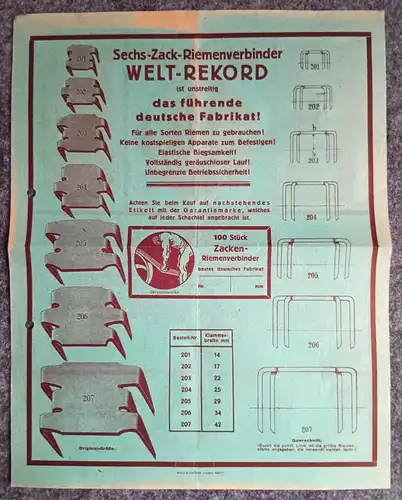 Sechs-Zack-Riemenverbinder
WELT-REKORD
ist unstreitig
das führende
deutsche Fabrikat!
Für alle Sorten Riemen zu gebrauchen!
Keine kostspieligen Apparate zum Befestigen!
Elastische Biegsamkeit!
Vollständig geräuschloser Lauf!
Unbegrenzte Betriebssicherheit!
Achten Sie beim Kauf auf nachstehendes
Etikett mit der Garantiemarke, welches
auf jeder Schachtel angebracht ist.
100 Stück
Zacken-
Riemenverbinder
Bestes deutsches Fabrikat
Nr. mm
Garantiemarke
Bestell-Nr. Klammer-
breite mm
201 14
202 17
203 22
204 25
205 29
206 34
207 42
201
202
203
204
205
206
207
Original-Größe.
201
202
b
203
204
205
206
207
Querschnitt.